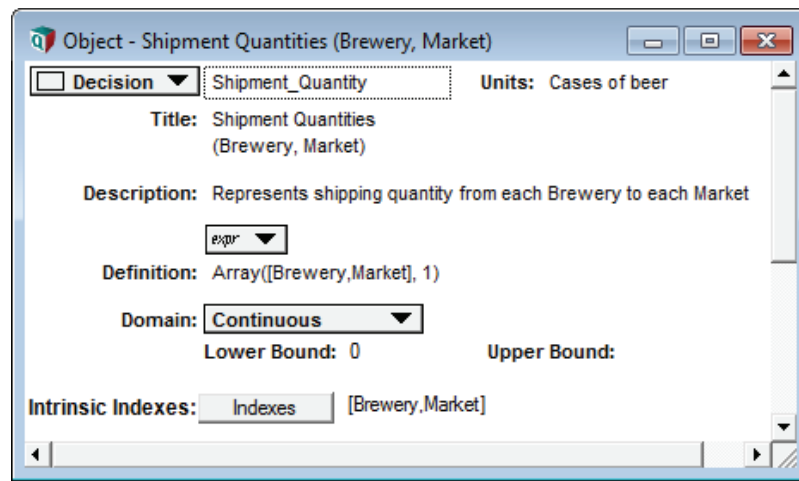 Object - Shipment Quantities (Brewery, Market)
Decision Shipment_Quantity Units: Cases of beer
Title: Shipment Quantities
(Brewery, Market)
Description: Represents shipping quantity from each Brewery to each Market
expr
Definition: Array([Brewery,Market], 1)
Domain: Continuous
Lower Bound: 0 Upper Bound:
Intrinsic Indexes: Indexes [Brewery,Market]